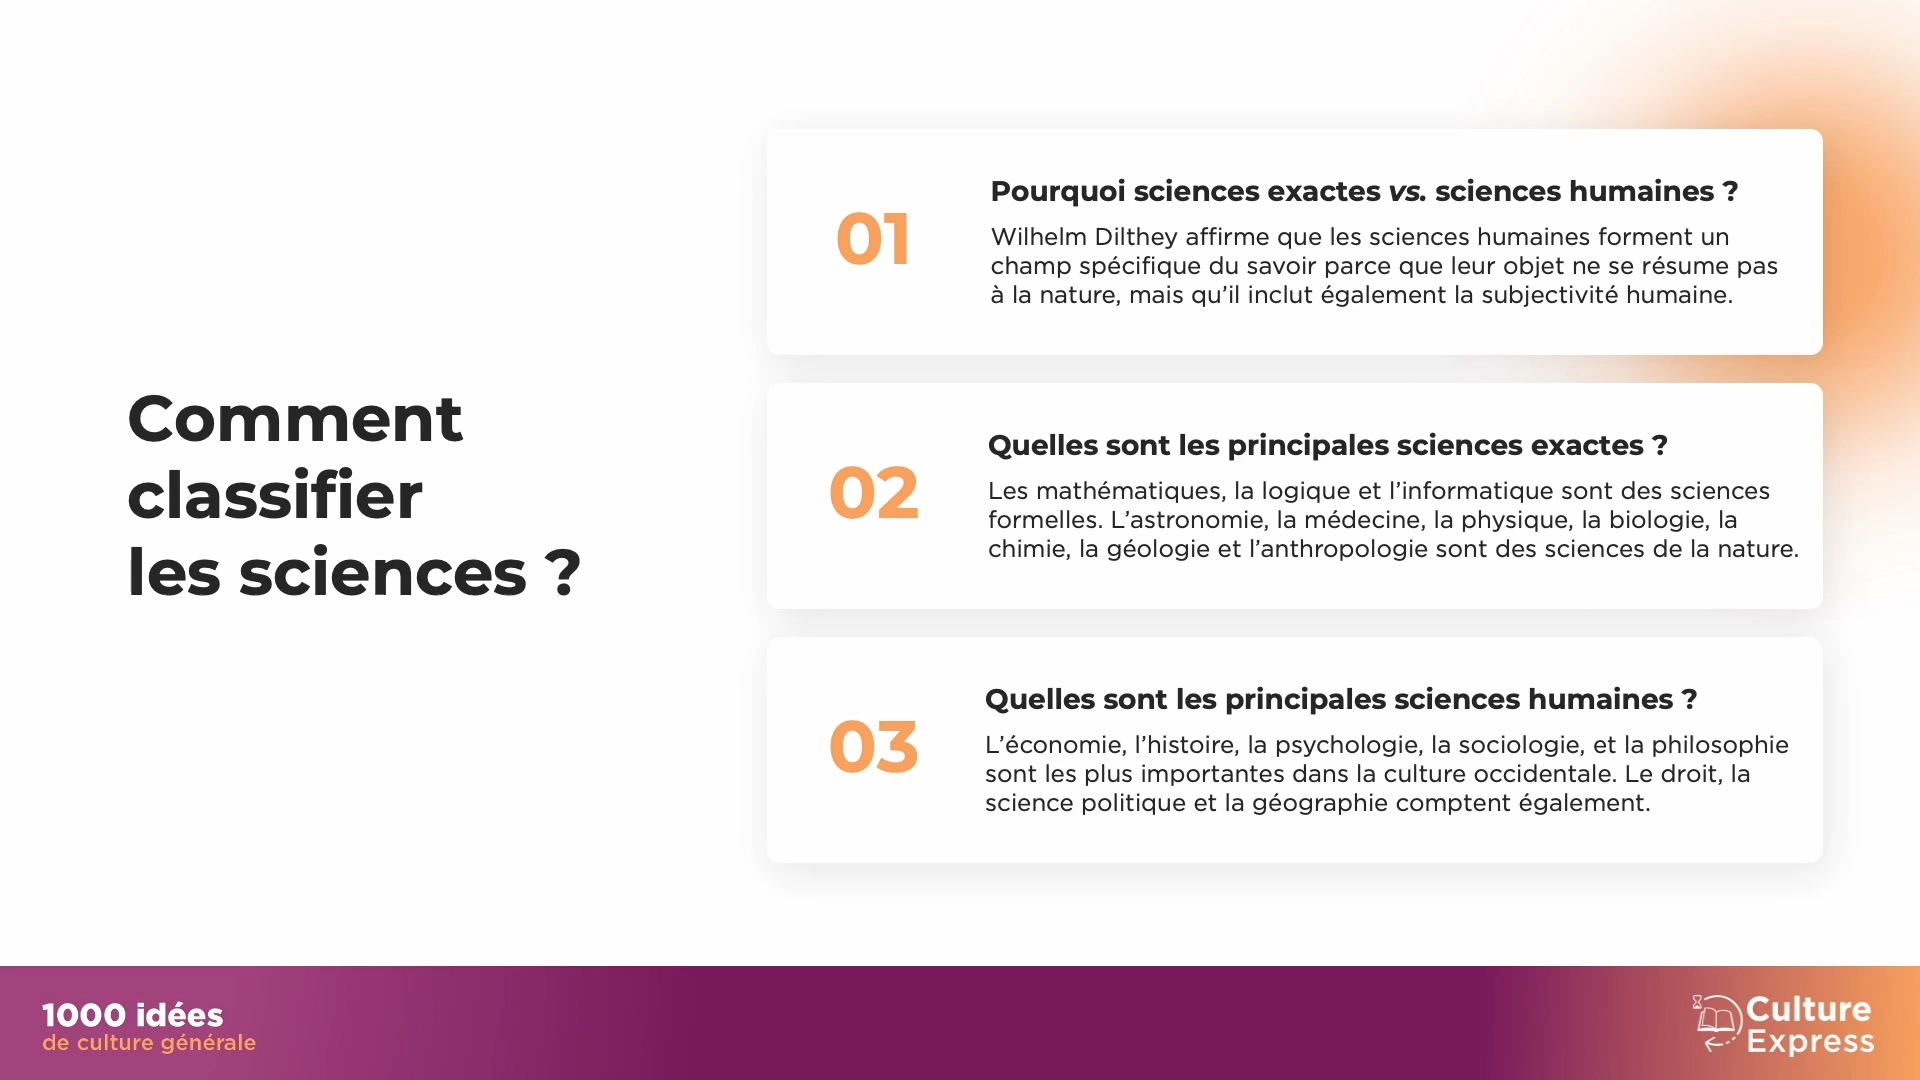 Comment
classifier
les sciences ?
01
Pourquoi sciences exactes vs. sciences humaines ?
Wilhelm Dilthey affirme que les sciences humaines forment un
champ spécifique du savoir parce que leur objet ne se résume pas
à la nature, mais qu’il inclut également la subjectivité humaine.
02
Quelles sont les principales sciences exactes ?
Les mathématiques, la logique et l’informatique sont des sciences
formelles. L’astronomie, la médecine, la physique, la biologie, la
chimie, la géologie et l’anthropologie sont des sciences de la nature.
03
Quelles sont les principales sciences humaines ?
L’économie, l’histoire, la psychologie, la sociologie, et la philosophie
sont les plus importantes dans la culture occidentale. Le droit, la
science politique et la géographie comptent également.
1000 idées
de culture générale
Culture
Express